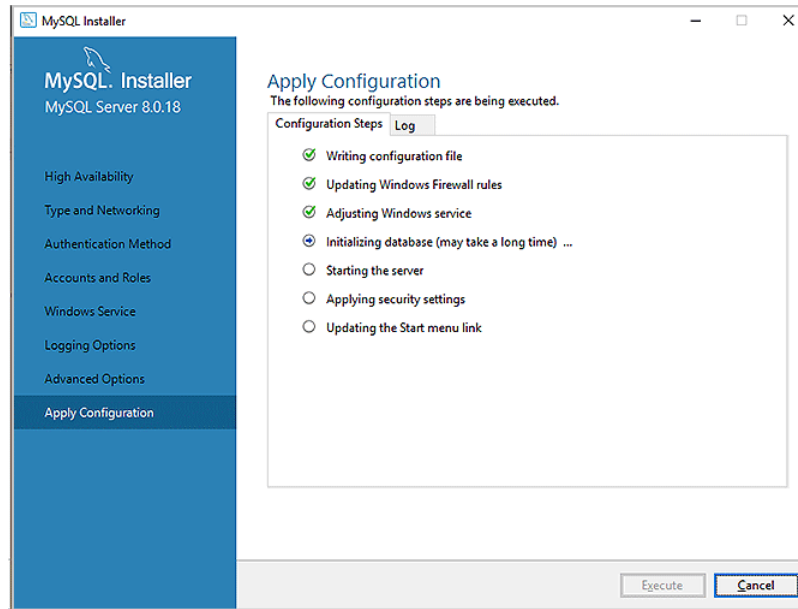 MySQL Installer
MySQL. Installer
MySQL Server 8.0.18
High Availability
Type and Networking
Authentication Method
Accounts and Roles
Windows Service
Logging Options
Advanced Options
Apply Configuration
Apply Configuration
The following configuration steps are being executed.
Configuration Steps Log
Writing configuration file
Updating Windows Firewall rules
Adjusting Windows service
Initializing database (may take a long time) ...
Starting the server
Applying security settings
Updating the Start menu link
Execute Cancel